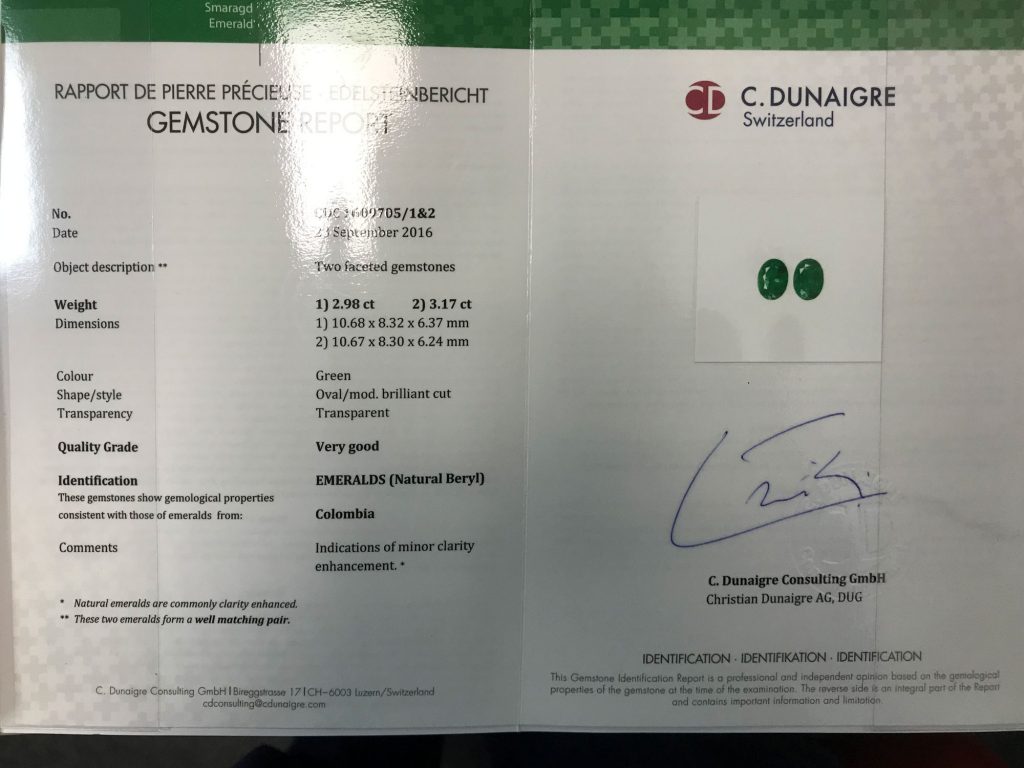 Smaragd
Emerald
RAPPORT DE PIERRE PRÉCIEUSE · EDELSTEINBERICHT
GEMSTONE REPORT
CD C. DUNAIGRE
Switzerland
No. CDC 1609705/1&2
Date 23 September 2016
Object description ** Two faceted gemstones
Weight 1) 2.98 ct 2) 3.17 ct
Dimensions 1) 10.68 x 8.32 x 6.37 mm
2) 10.67 x 8.30 x 6.24 mm
Colour Green
Shape/style Oval/mod. brilliant cut
Transparency Transparent
Quality Grade Very good
Identification EMERALDS (Natural Beryl)
These gemstones show gemological properties
consistent with those of emeralds from: Colombia
Comments Indications of minor clarity
enhancement. *
* Natural emeralds are commonly clarity enhanced.
** These two emeralds form a well matching pair.
C. Dunaigre Consulting GmbH | Bireggstrasse 17 | CH-6003 Luzern/Switzerland
cdconsulting@cdunaigre.com
C. Dunaigre Consulting GmbH
Christian Dunaigre AG, DUG
IDENTIFICATION · IDENTIFIKATION · IDENTIFICATION
This Gemstone Identification Report is a professional and independent opinion based on the gemological
properties of the gemstone at the time of the examination. The reverse side is an integral part of the Report
and contains important information and limitation.